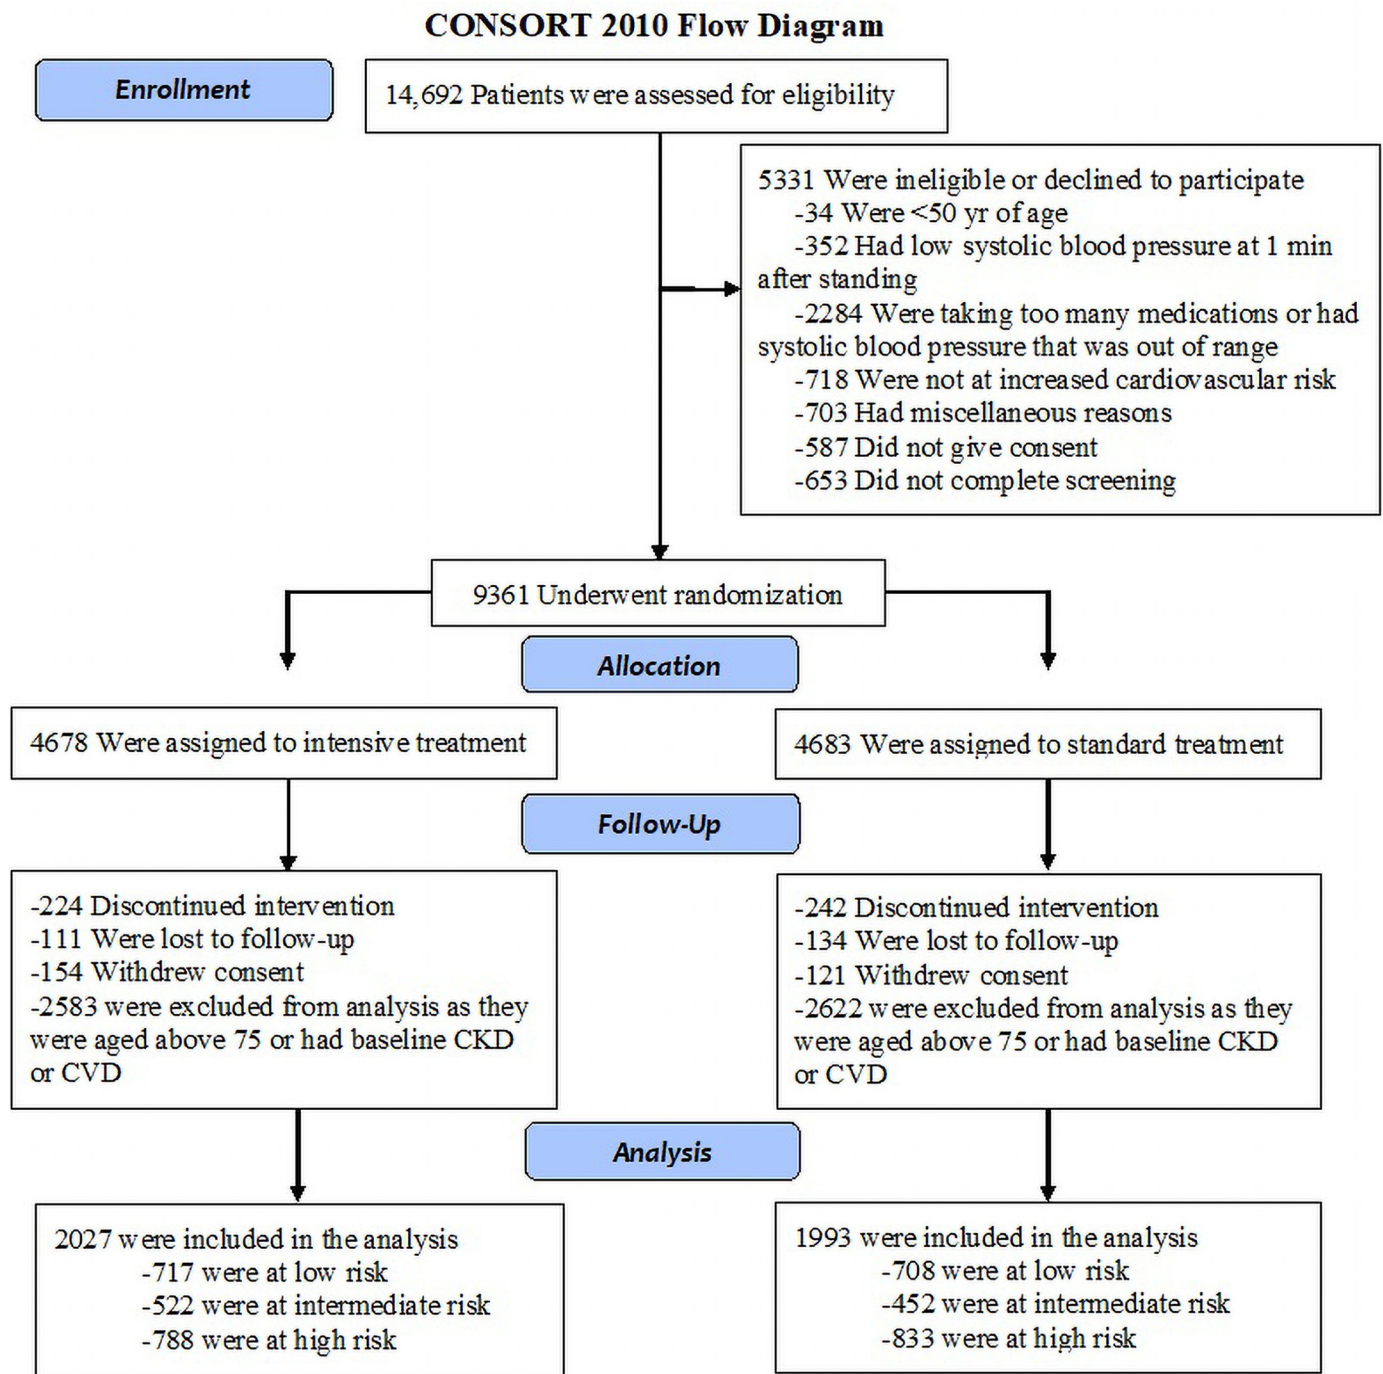 CONSORT 2010 Flow Diagram
Enrollment
14,692 Patients were assessed for eligibility
5331 Were ineligible or declined to participate
-34 Were <50 yr of age
-352 Had low systolic blood pressure at 1 min
after standing
-2284 Were taking too many medications or had
systolic blood pressure that was out of range
-718 Were not at increased cardiovascular risk
-703 Had miscellaneous reasons
-587 Did not give consent
-653 Did not complete screening
9361 Underwent randomization
Allocation
4678 Were assigned to intensive treatment
4683 Were assigned to standard treatment
Follow-Up
-224 Discontinued intervention
-111 Were lost to follow-up
-154 Withdrew consent
-2583 were excluded from analysis as they
were aged above 75 or had baseline CKD
or CVD
-242 Discontinued intervention
-134 Were lost to follow-up
-121 Withdrew consent
-2622 were excluded from analysis as they
were aged above 75 or had baseline CKD
or CVD
Analysis
2027 were included in the analysis
-717 were at low risk
-522 were at intermediate risk
-788 were at high risk
1993 were included in the analysis
-708 were at low risk
-452 were at intermediate risk
-833 were at high risk